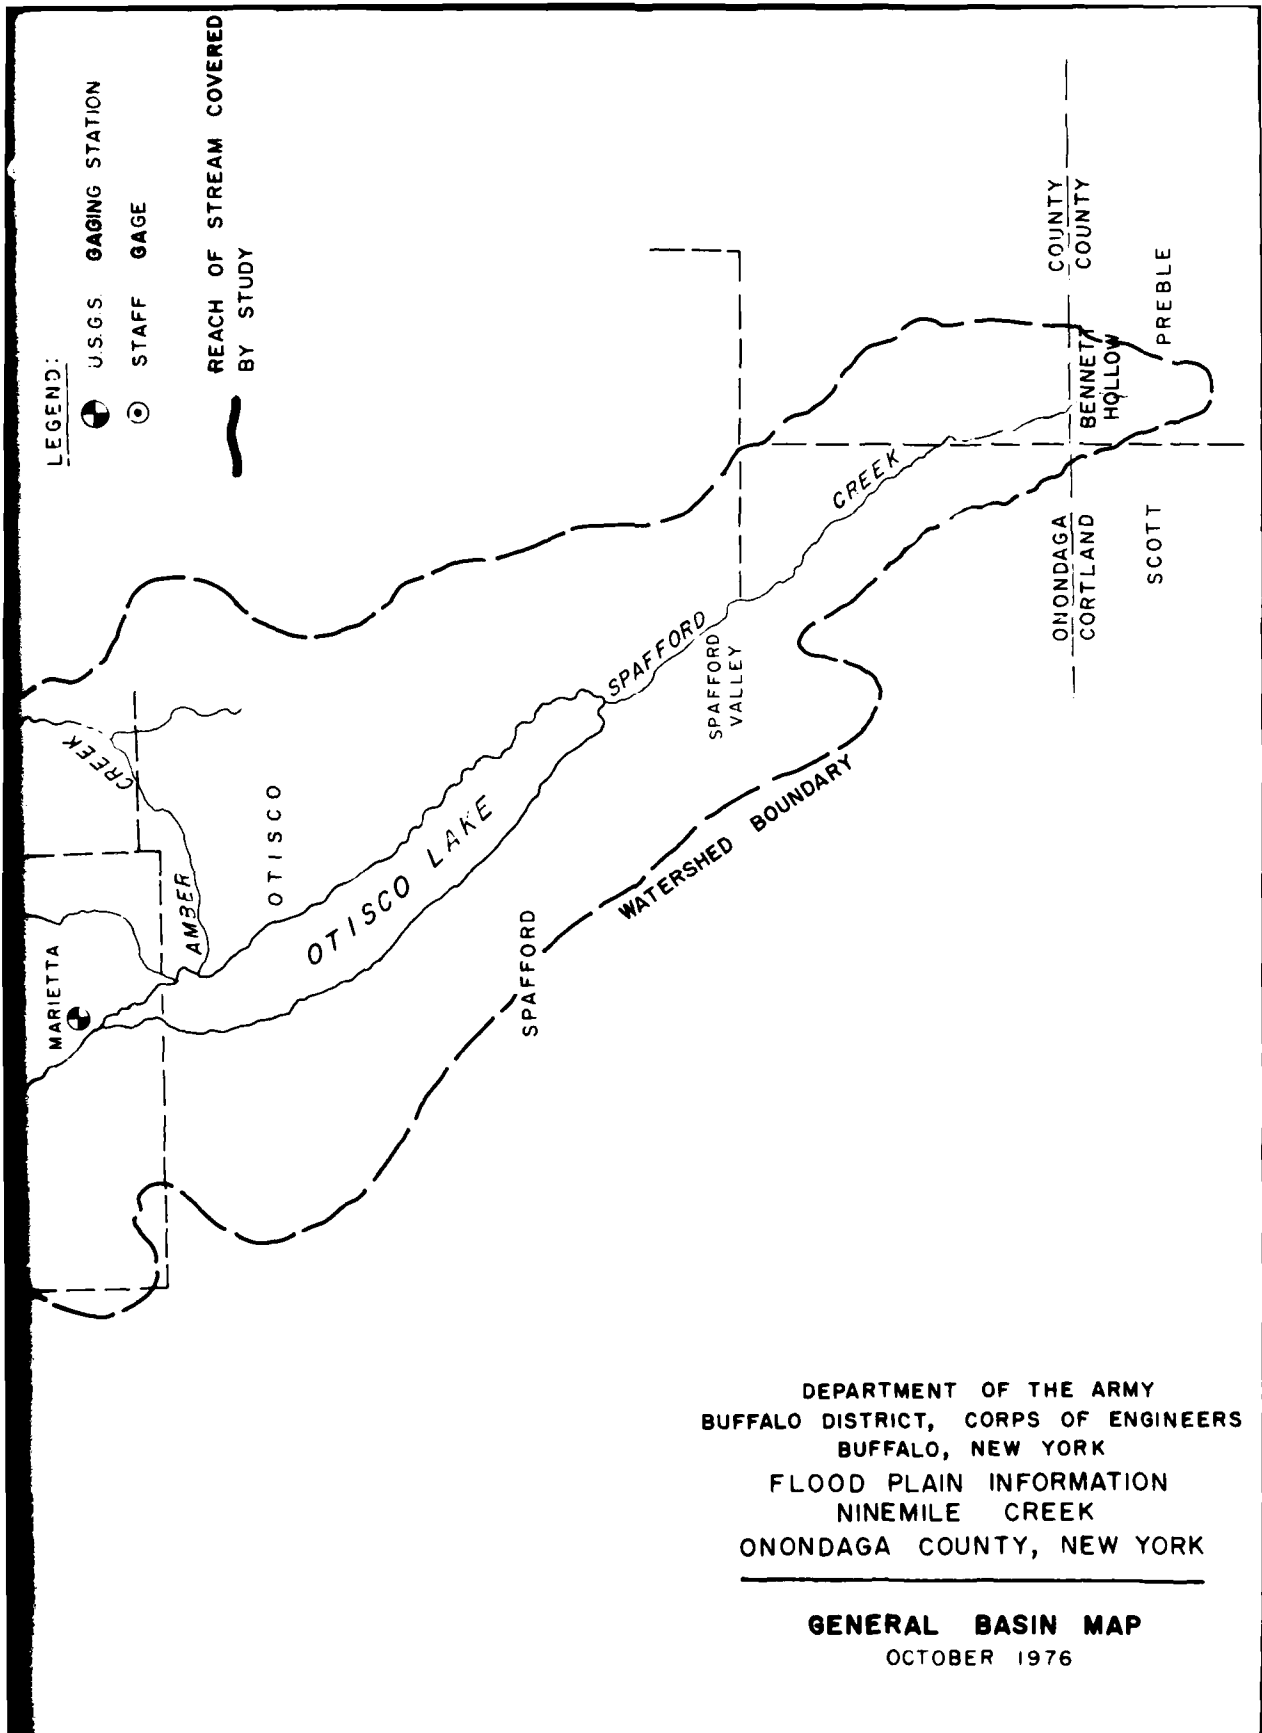 LEGEND:
U.S.G.S. GAGING STATION
STAFF GAGE
REACH OF STREAM COVERED
BY STUDY
MARIETTA
CREEK
AMBER
OTISCO
OTISCO LAKE
SPAFFORD
CREEK
SPAFFORD
VALLEY
SPAFFORD
WATERSHED BOUNDARY
ONONDAGA COUNTY
CORTLAND COUNTY
BENNETT
HOLLOW
PREBLE
SCOTT
DEPARTMENT OF THE ARMY
BUFFALO DISTRICT, CORPS OF ENGINEERS
BUFFALO, NEW YORK
FLOOD PLAIN INFORMATION
NINEMILE CREEK
ONONDAGA COUNTY, NEW YORK
GENERAL BASIN MAP
OCTOBER 1976